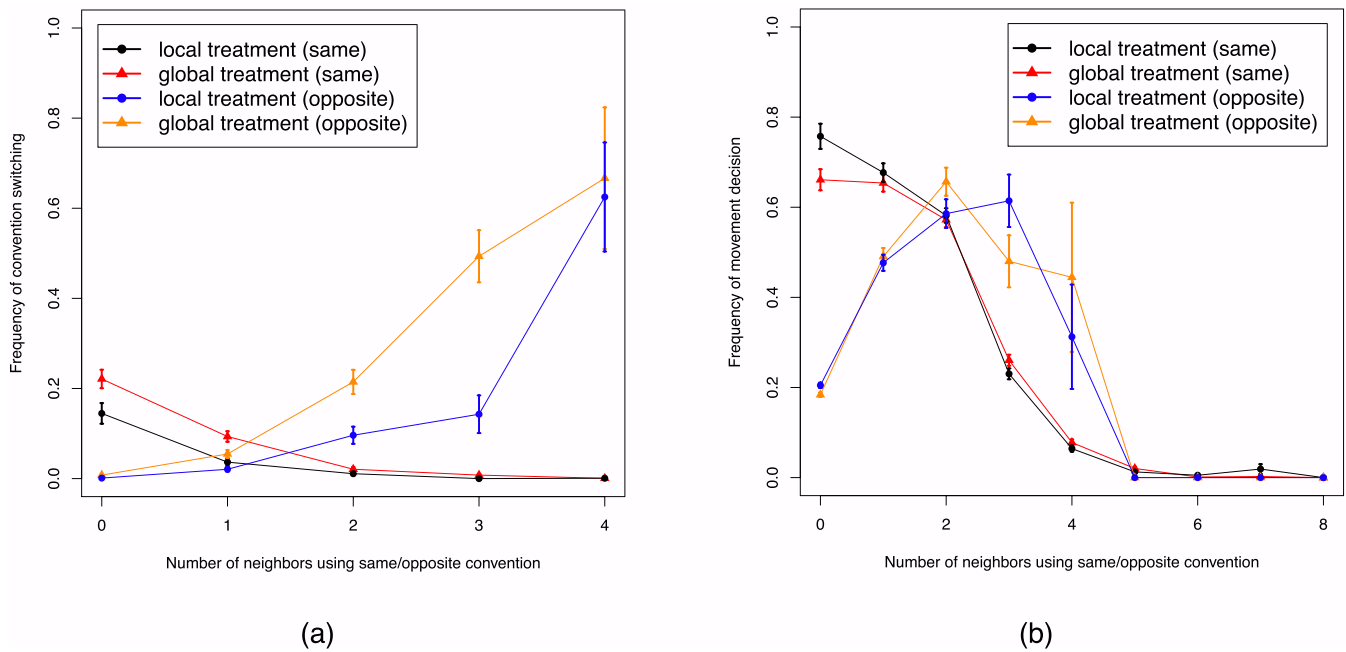 Frequency of convention switching
1.0
0.8
0.6
0.4
0.2
0.0
local treatment (same)
global treatment (same)
local treatment (opposite)
global treatment (opposite)
0 1 2 3 4
Number of neighbors using same/opposite convention
(a)
Frequency of movement decision
1.0
0.8
0.6
0.4
0.2
0.0
local treatment (same)
global treatment (same)
local treatment (opposite)
global treatment (opposite)
0 2 4 6 8
Number of neighbors using same/opposite convention
(b)